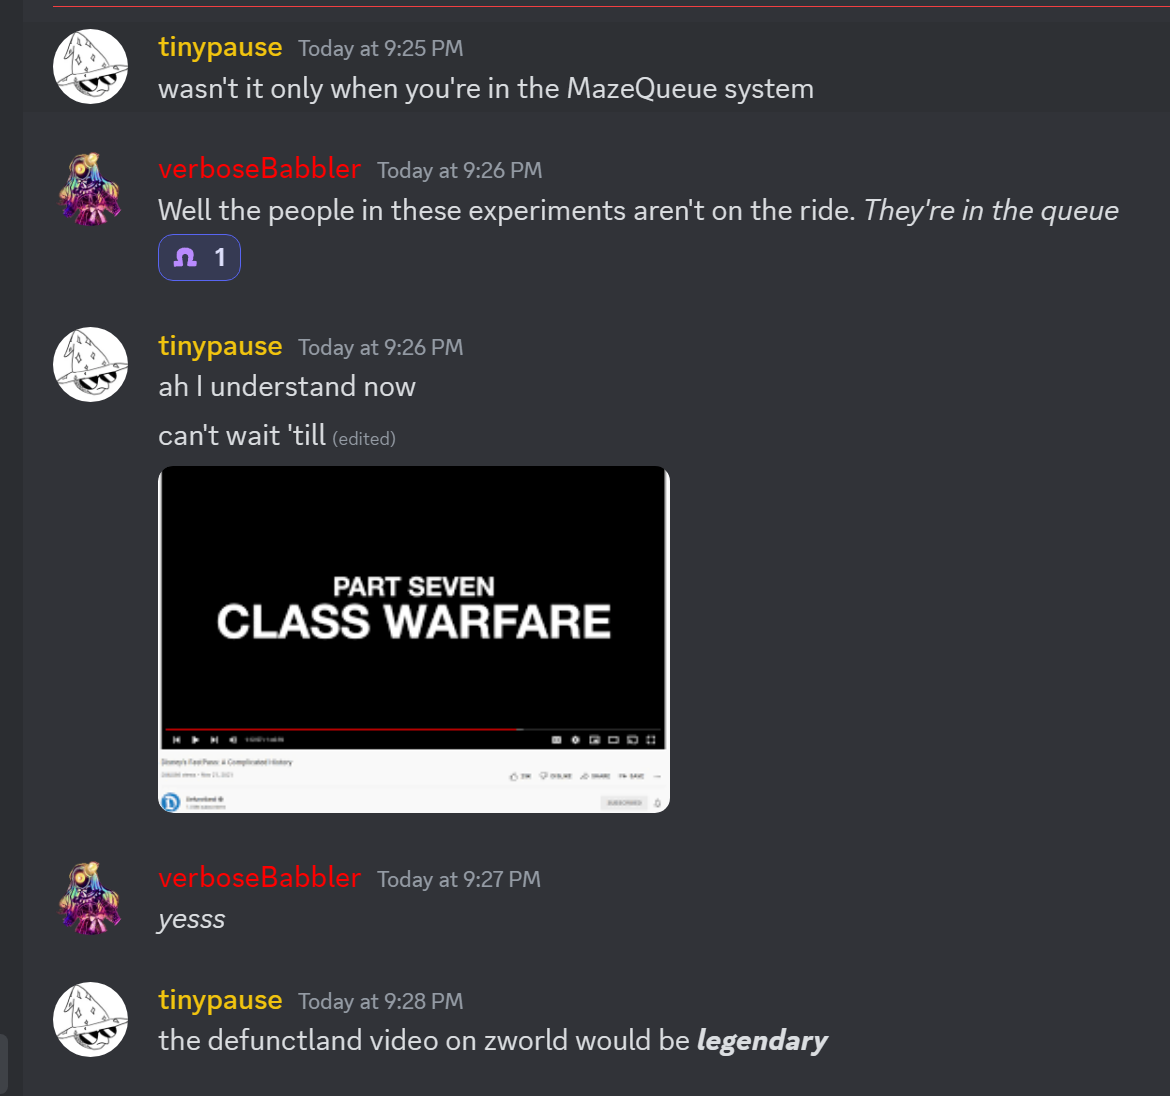 tinypause Today at 9:25 PM
wasn't it only when you're in the MazeQueue system
verboseBabbler Today at 9:26 PM
Well the people in these experiments aren't on the ride. They're in the queue
1
tinypause Today at 9:26 PM
ah I understand now
can't wait 'till (edited)
PART SEVEN
CLASS WARFARE
Disney's FastPass: A Complicated History
Defunctland
verboseBabbler Today at 9:27 PM
yesss
tinypause Today at 9:28 PM
the defunctland video on zworld would be legendary